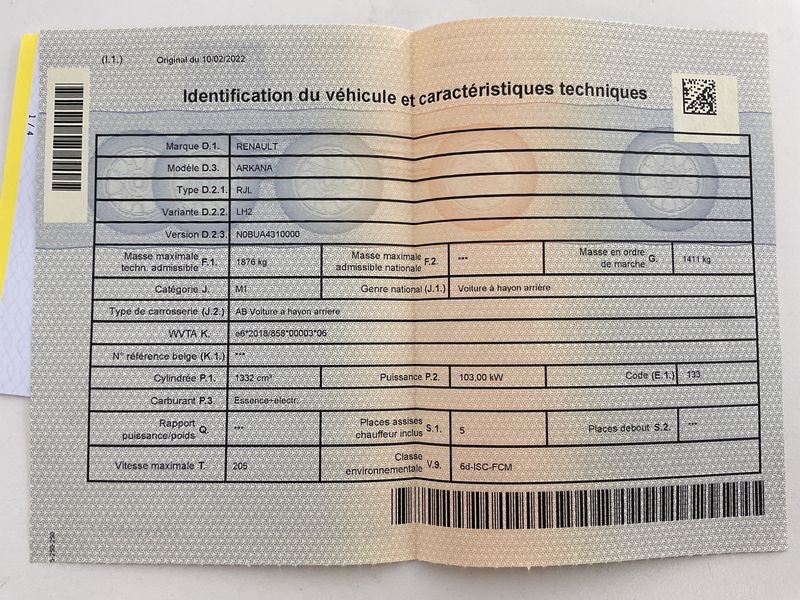 (I.1.) Original du 10/02/2022
Identification du véhicule et caractéristiques techniques
1 / 4
Marque D.1. RENAULT
Modèle D.3. ARKANA
Type D.2.1. RJL
Variante D.2.2. LH2
Version D.2.3. N0BUA4310000
Masse maximale techn. admissible F.1. 1876 kg Masse maximale admissible nationale F.2. *** Masse en ordre de marche G. 1411 kg
Catégorie J. M1 Genre national (J.1.) Voiture à hayon arrière
Type de carrosserie (J.2.) AB Voiture à hayon arriere
WVTA K. e6*2018/858*00003*06
N° référence belge (K.1.) ***
Cylindrée P.1. 1332 cm³ Puissance P.2. 103,00 kW Code (E.1.) 133
Carburant P.3. Essence+electr.
Rapport puissance/poids Q. *** Places assises chauffeur inclus S.1. 5 Places debout S.2. ***
Vitesse maximale T. 205 Classe environnementale V.9. 6d-ISC-FCM